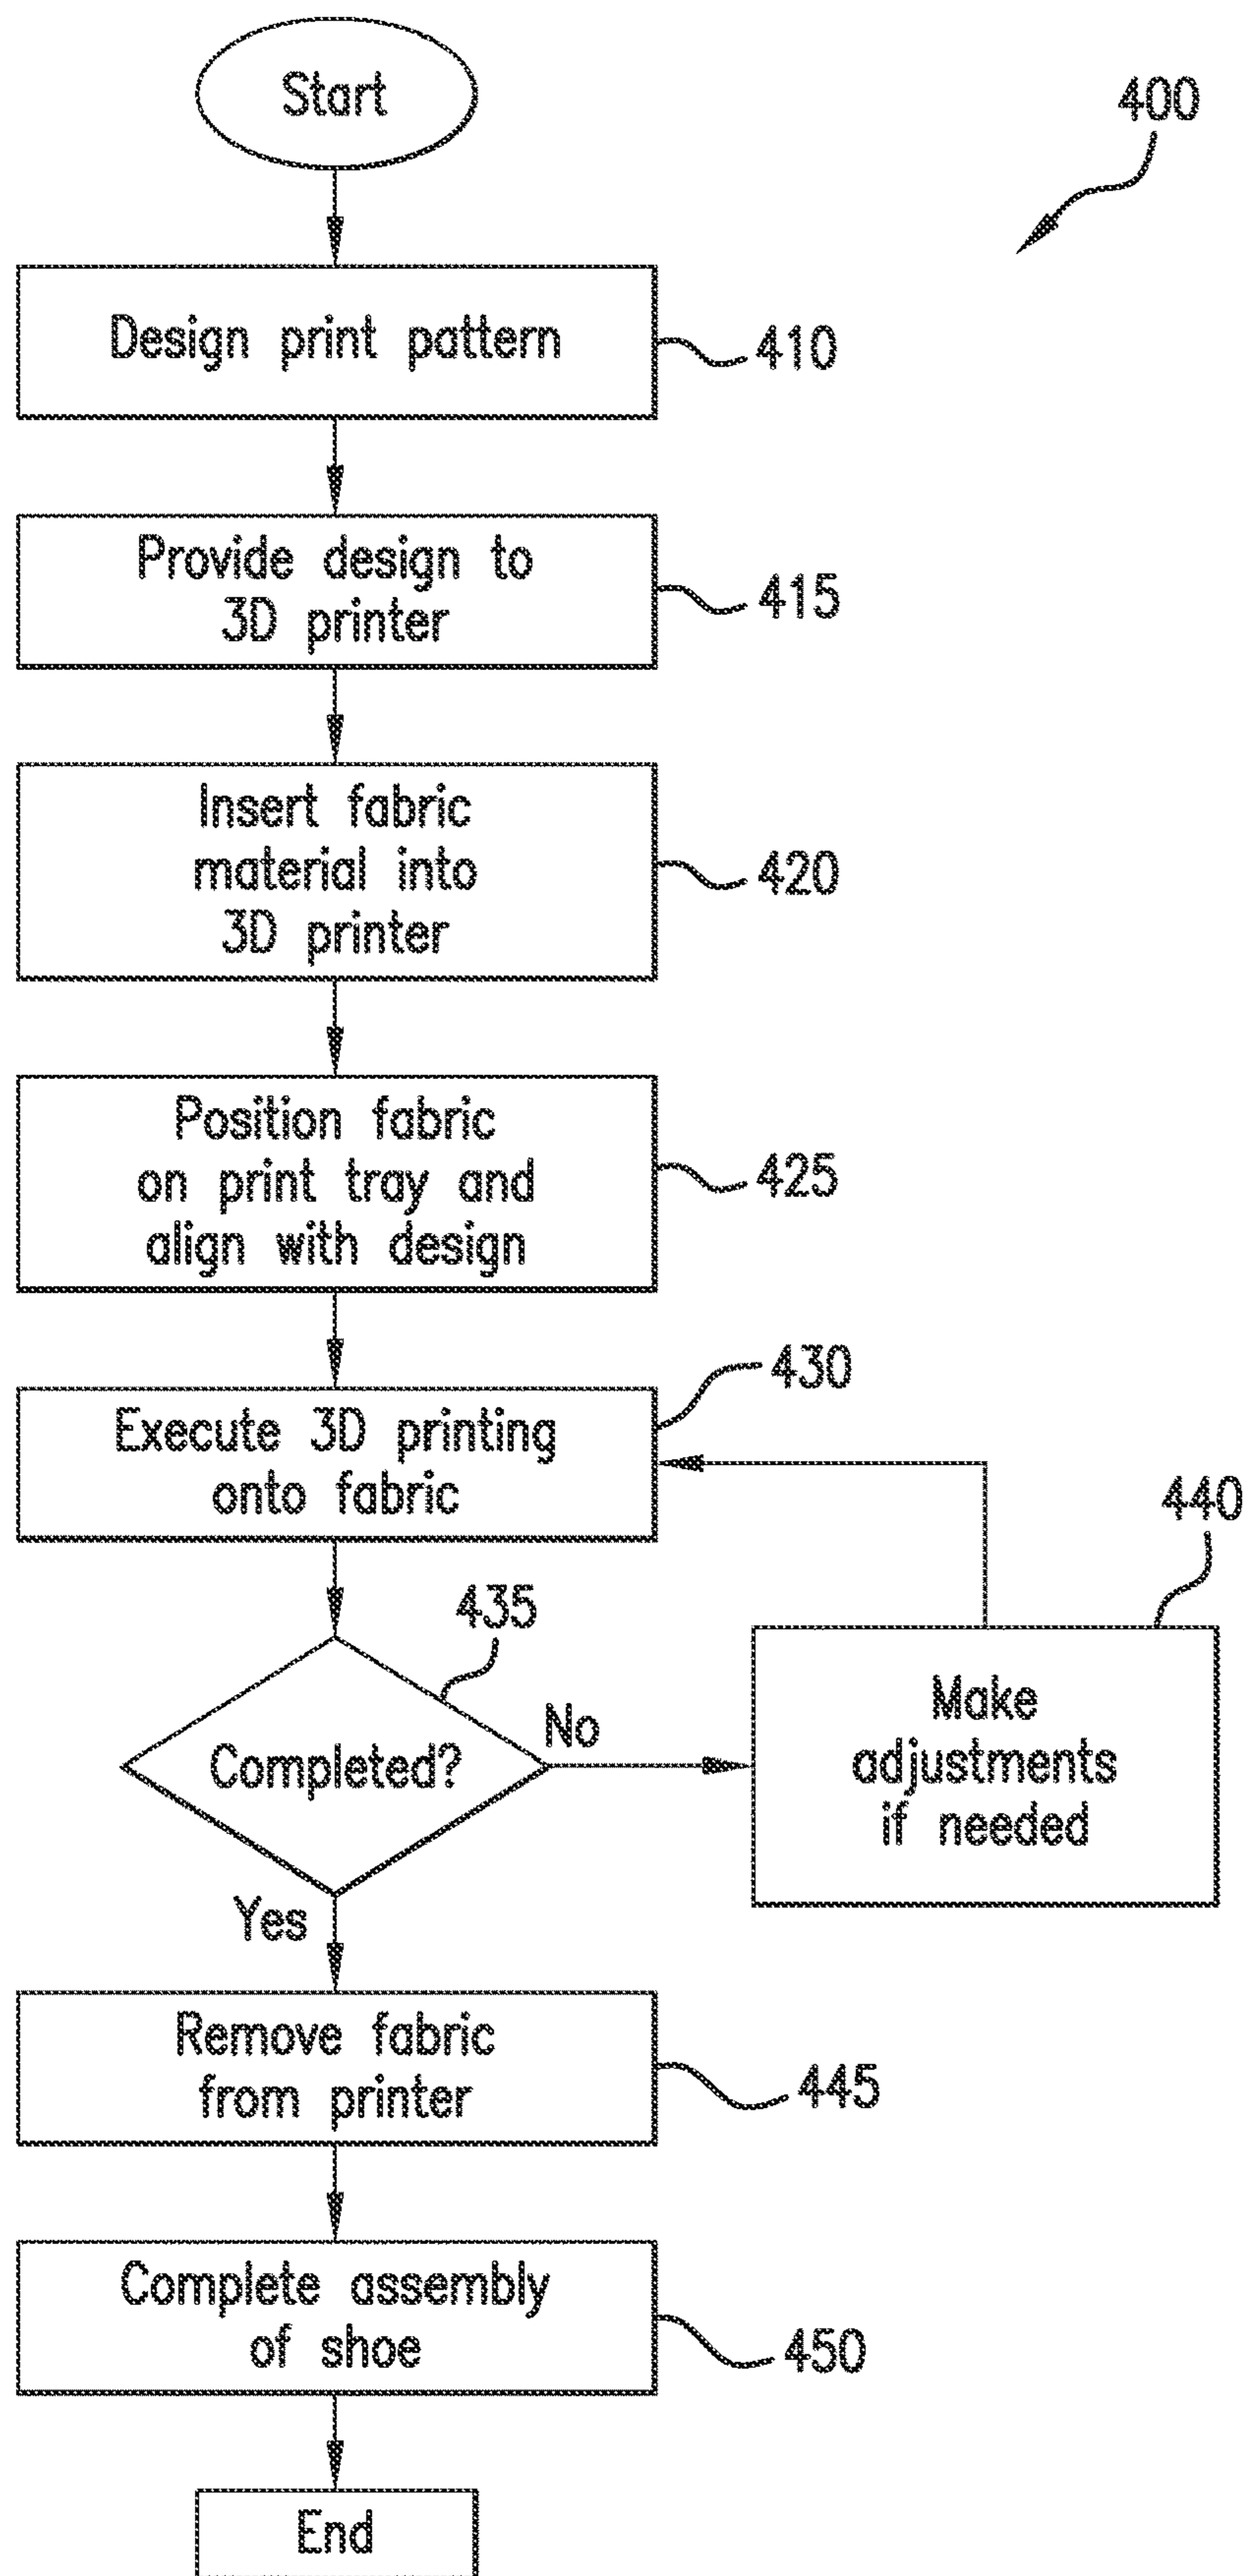 Start
400
Design print pattern
410
Provide design to
3D printer
415
Insert fabric
material into
3D printer
420
Position fabric
on print tray and
align with design
425
Execute 3D printing
onto fabric
430
435
Completed?
No
440
Make
adjustments
if needed
Yes
Remove fabric
from printer
445
Complete assembly
of shoe
450
End